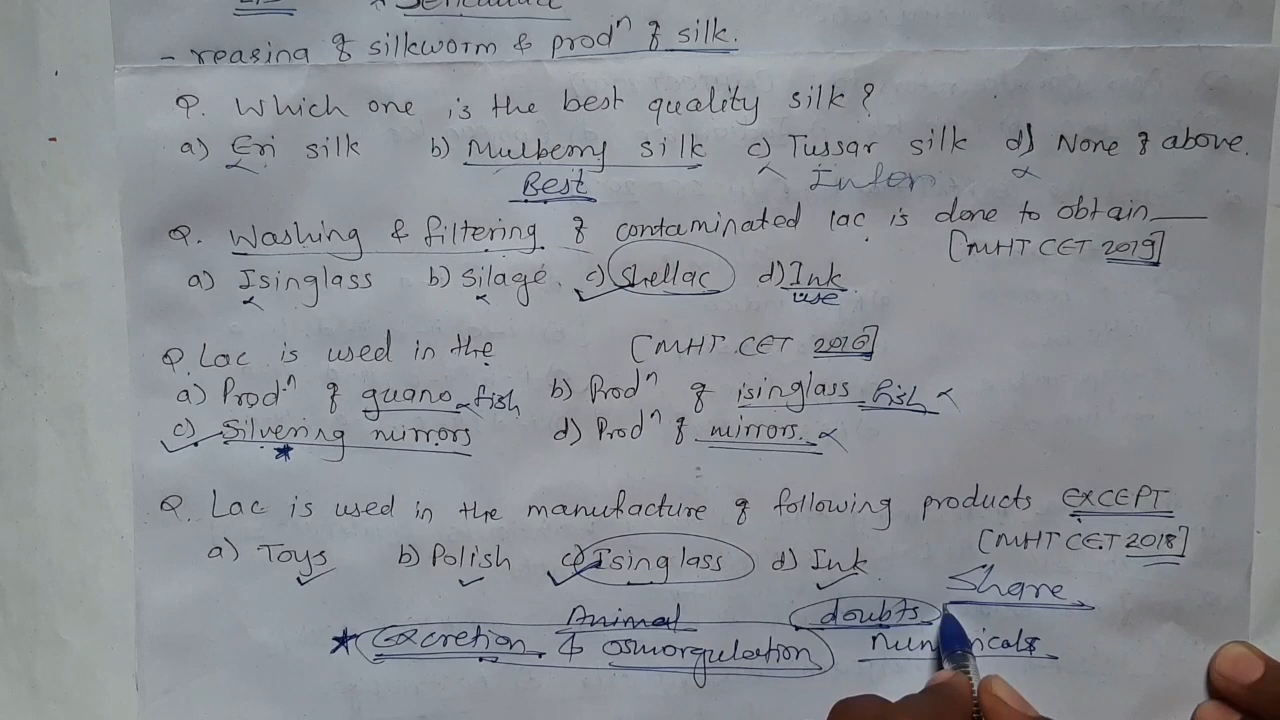 * Sericulture
- reasing of silkworm & prodⁿ of silk.
Q. Which one is the best quality silk?
a) Eri silk b) Mulberry silk c) Tussar silk d) None of above.
Best Infer
Q. Washing & filtering of contaminated lac is done to obtain
[MHT CET 2019]
a) Isinglass b) Silage. c) Shellac d) Ink
use
Q. Lac is used in the [MHT CET 2016]
a) Prodⁿ of guano fish b) Prodⁿ of isinglass fish
c) Silvering mirrors d) Prodⁿ of mirrors.
*
Q. Lac is used in the manufacture of following products EXCEPT
[MHT CET 2018]
a) Toys b) Polish c) Isinglass d) Ink
Share
Animal doubts
* Excretion & osmorgulation numericals